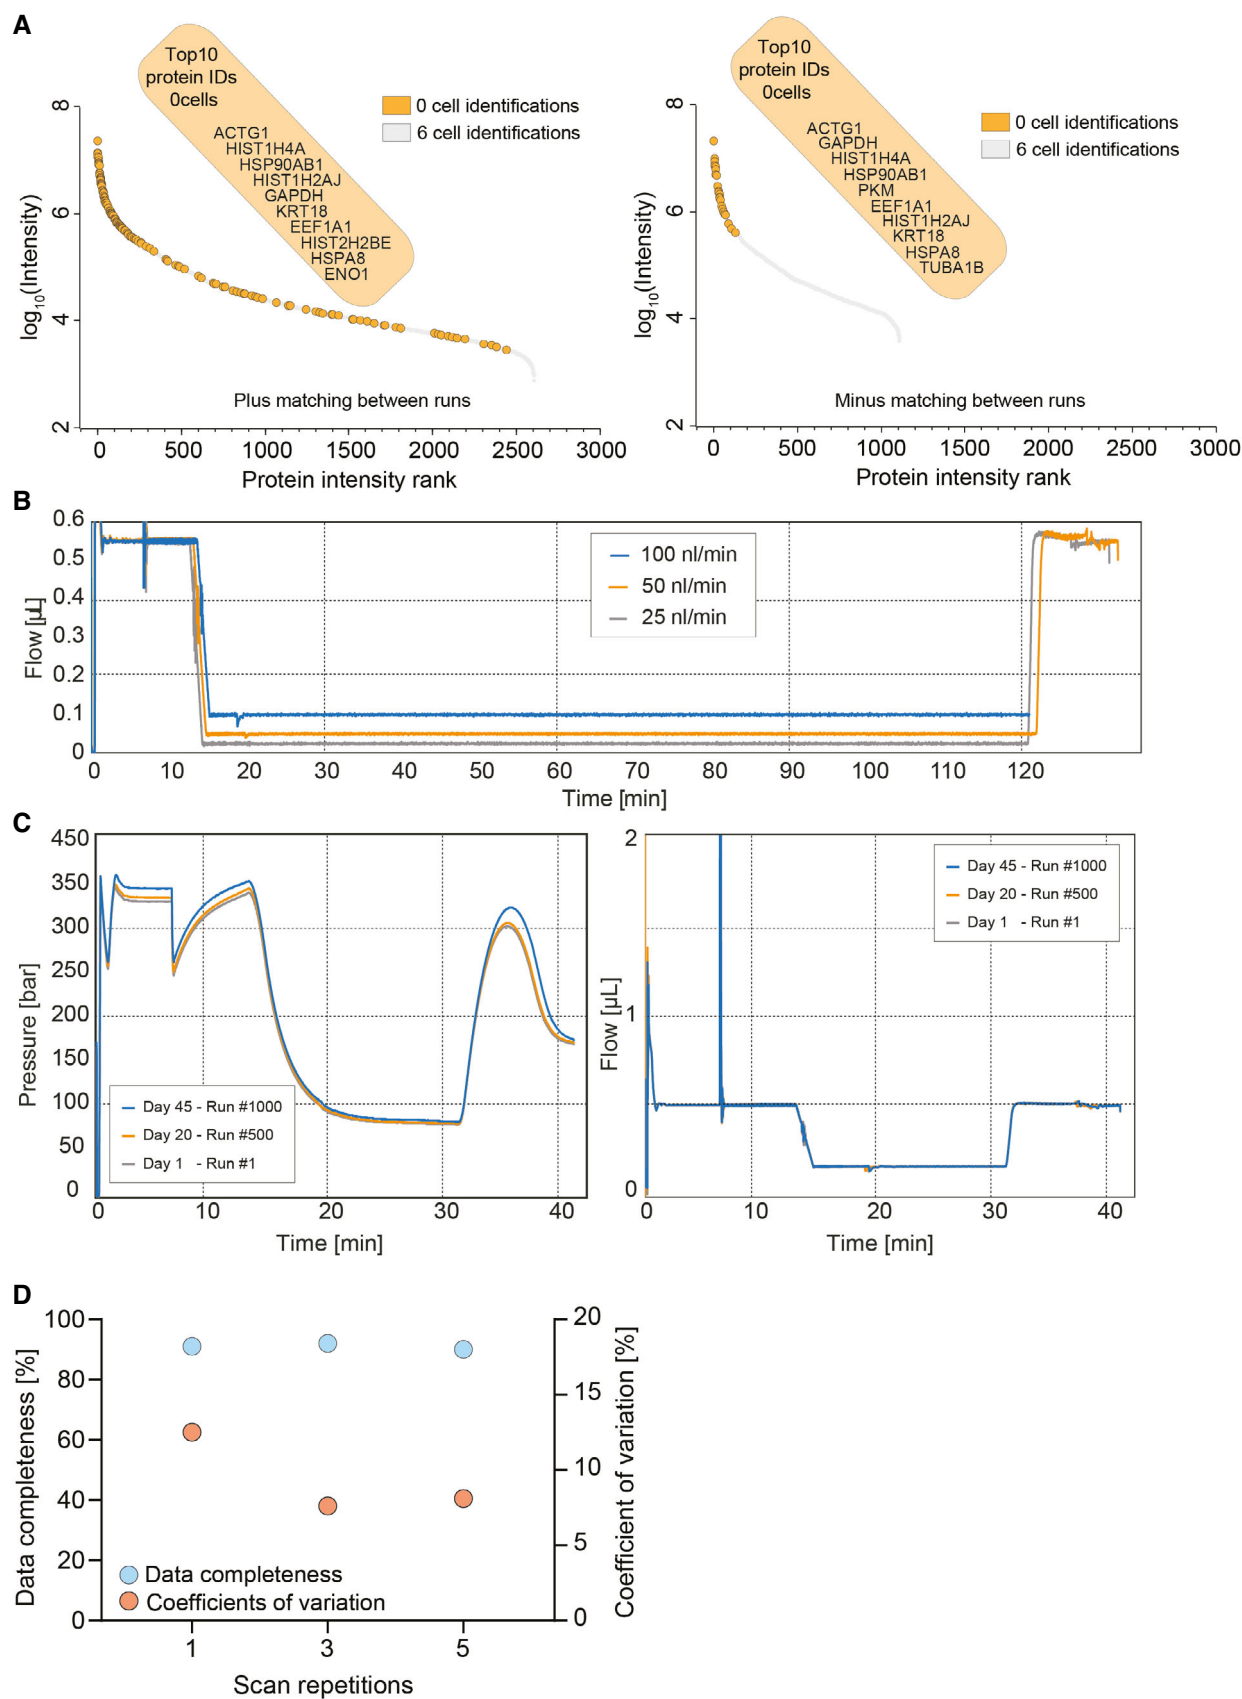 A
Top10
protein IDs
0cells
ACTG1
HIST1H4A
HSP90AB1
HIST1H2AJ
GAPDH
KRT18
EEF1A1
HIST2H2BE
HSPA8
ENO1
0 cell identifications
6 cell identifications
log10(Intensity)
8
6
4
2
Plus matching between runs
0 500 1000 1500 2000 2500 3000
Protein intensity rank
Top10
protein IDs
0cells
ACTG1
GAPDH
HIST1H4A
HSP90AB1
PKM
EEF1A1
HIST1H2AJ
KRT18
HSPA8
TUBA1B
0 cell identifications
6 cell identifications
log10(Intensity)
8
6
4
2
Minus matching between runs
0 500 1000 1500 2000 2500 3000
Protein intensity rank
B
Flow [µL]
0.6
0.5
0.4
0.3
0.2
0.1
0
100 nl/min
50 nl/min
25 nl/min
0 10 30 30 40 50 60 70 80 90 100 110 120
Time [min]
C
Pressure [bar]
450
350
300
250
200
150
100
50
0
Day 45 - Run #1000
Day 20 - Run #500
Day 1 - Run #1
0 10 20 30 40
Time [min]
Flow [µL]
2
1
0
Day 45 - Run #1000
Day 20 - Run #500
Day 1 - Run #1
0 10 20 30 40
Time [min]
D
Data completeness [%]
100
80
60
40
20
0
Data completeness
Coefficients of variation
20
15
10
5
0
Coefficient of variation [%]
1 3 5
Scan repetitions